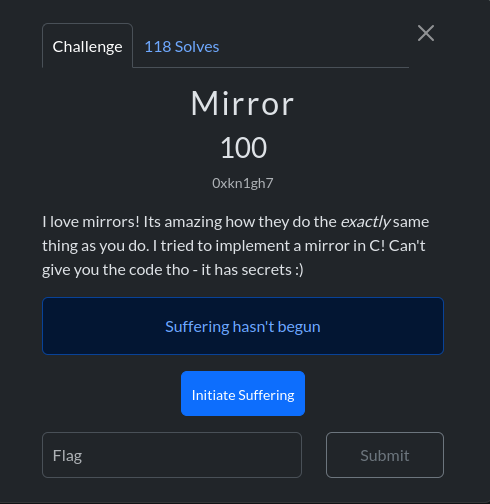 Challenge
118 Solves
Mirror
100
0xkn1gh7
I love mirrors! Its amazing how they do the exactly same
thing as you do. I tried to implement a mirror in C! Can't
give you the code tho - it has secrets :)
Suffering hasn't begun
Initiate Suffering
Flag
Submit